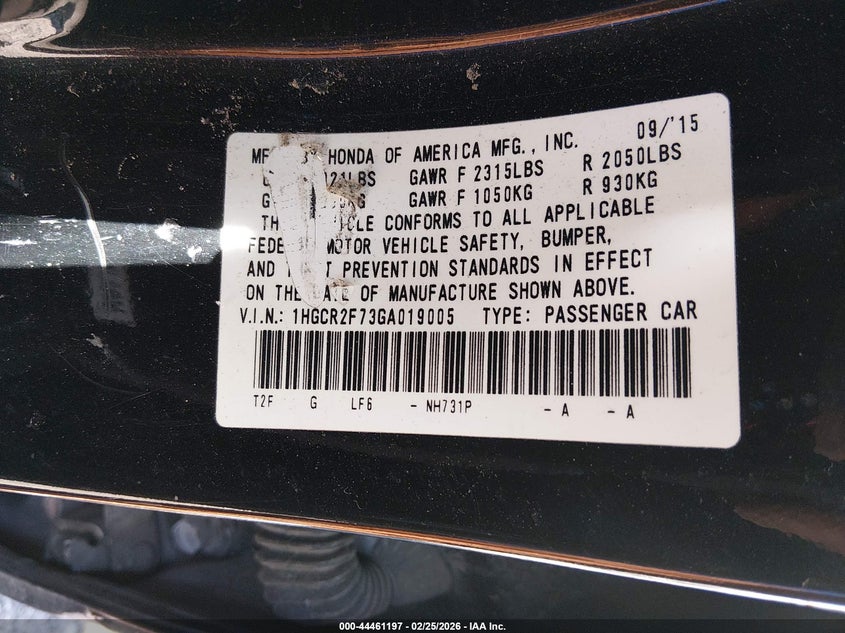 HONDA OF AMERICA MFG., INC. 09/'15
GAWR F 2315LBS R 2050LBS
GAWR F 1050KG R 930KG
CONFORMS TO ALL APPLICABLE
MOTOR VEHICLE SAFETY, BUMPER,
AND PREVENTION STANDARDS IN EFFECT
ON THE OF MANUFACTURE SHOWN ABOVE.
V.I.N.: 1HGCR2F73GA019005 TYPE: PASSENGER CAR
T2F G LF6 - NH731P - A - A
000-44461197 - 02/25/2026 - IAA Inc.